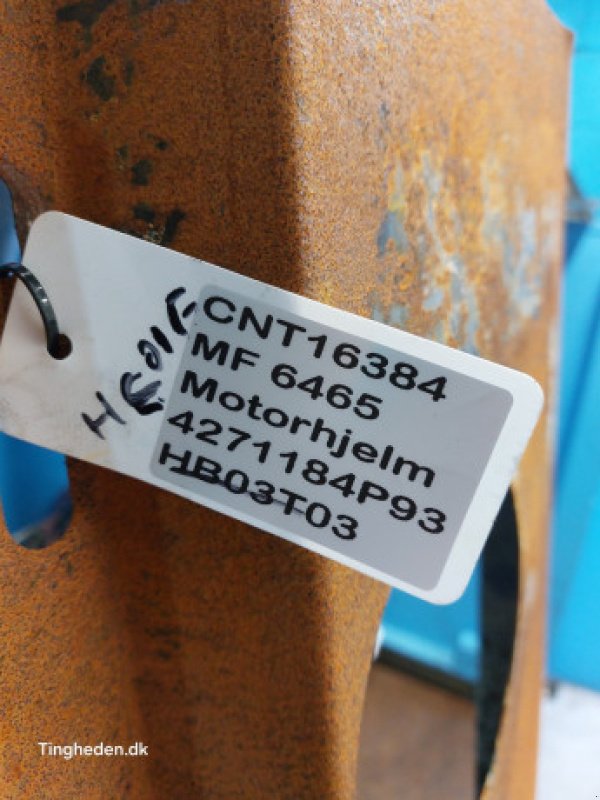 CNT16384
MF 6465
Motorhjelm
4271184P93
HB03T03
Tingheden.dk